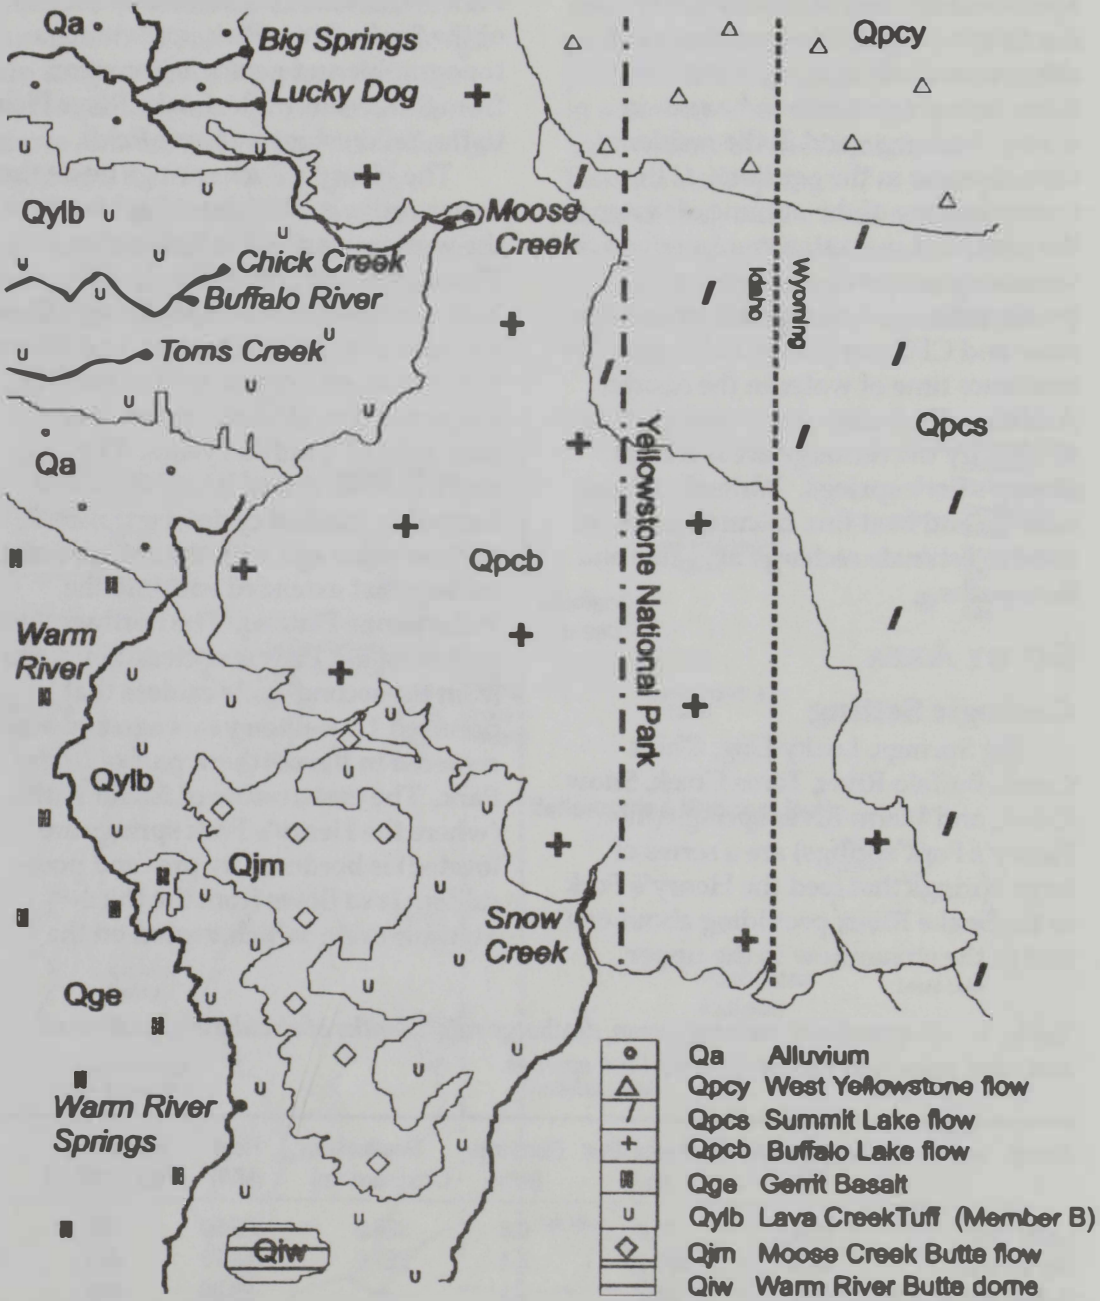 Qa
Big Springs
Qpcy
Lucky Dog
Qylb
Moose
Creek
Chick Creek
Buffalo River
Idaho
Wyoming
Toms Creek
Qa
Qpcs
Yellowstone National Park
Qpcb
Warm
River
Qylb
Qjm
Snow
Creek
Qge
Warm River
Springs
Qiw
Qa Alluvium
Qpcy West Yellowstone flow
Qpcs Summit Lake flow
Qpcb Buffalo Lake flow
Qge Gerrit Basalt
Qylb Lava CreekTuff (Member B)
Qjm Moose Creek Butte flow
Qiw Warm River Butte dome